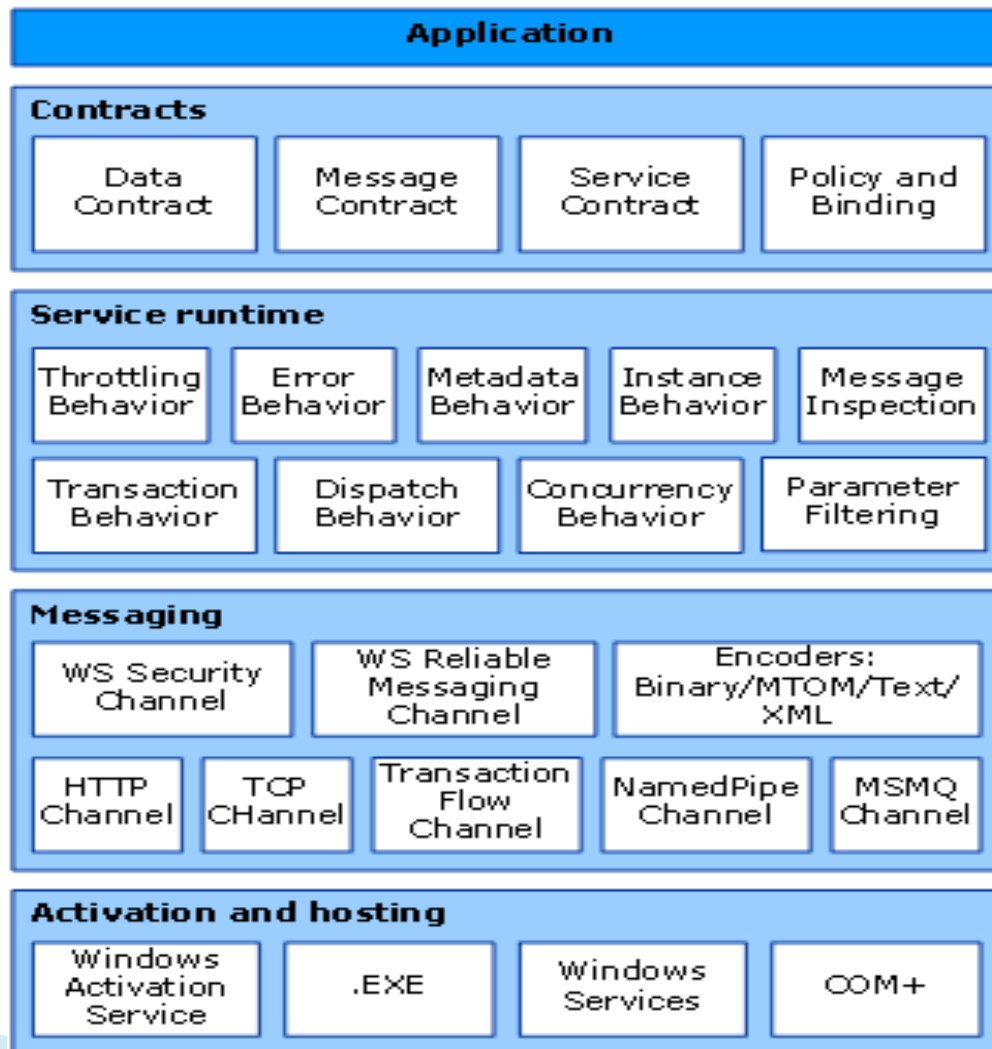 Application
Contracts
Data
Contract
Message
Contract
Service
Contract
Policy and
Binding
Service runtime
Throttling
Behavior
Error
Behavior
Metadata
Behavior
Instance
Behavior
Message
Inspection
Transaction
Behavior
Dispatch
Behavior
Concurrency
Behavior
Parameter
Filtering
Messaging
WS Security
Channel
WS Reliable
Messaging
Channel
Encoders:
Binary/MTOM/Text/
XML
HTTP
Channel
TCP
CHannel
Transaction
Flow
Channel
NamedPipe
Channel
MSMQ
Channel
Activation and hosting
Windows
Activation
Service
.EXE
Windows
Services
COM+